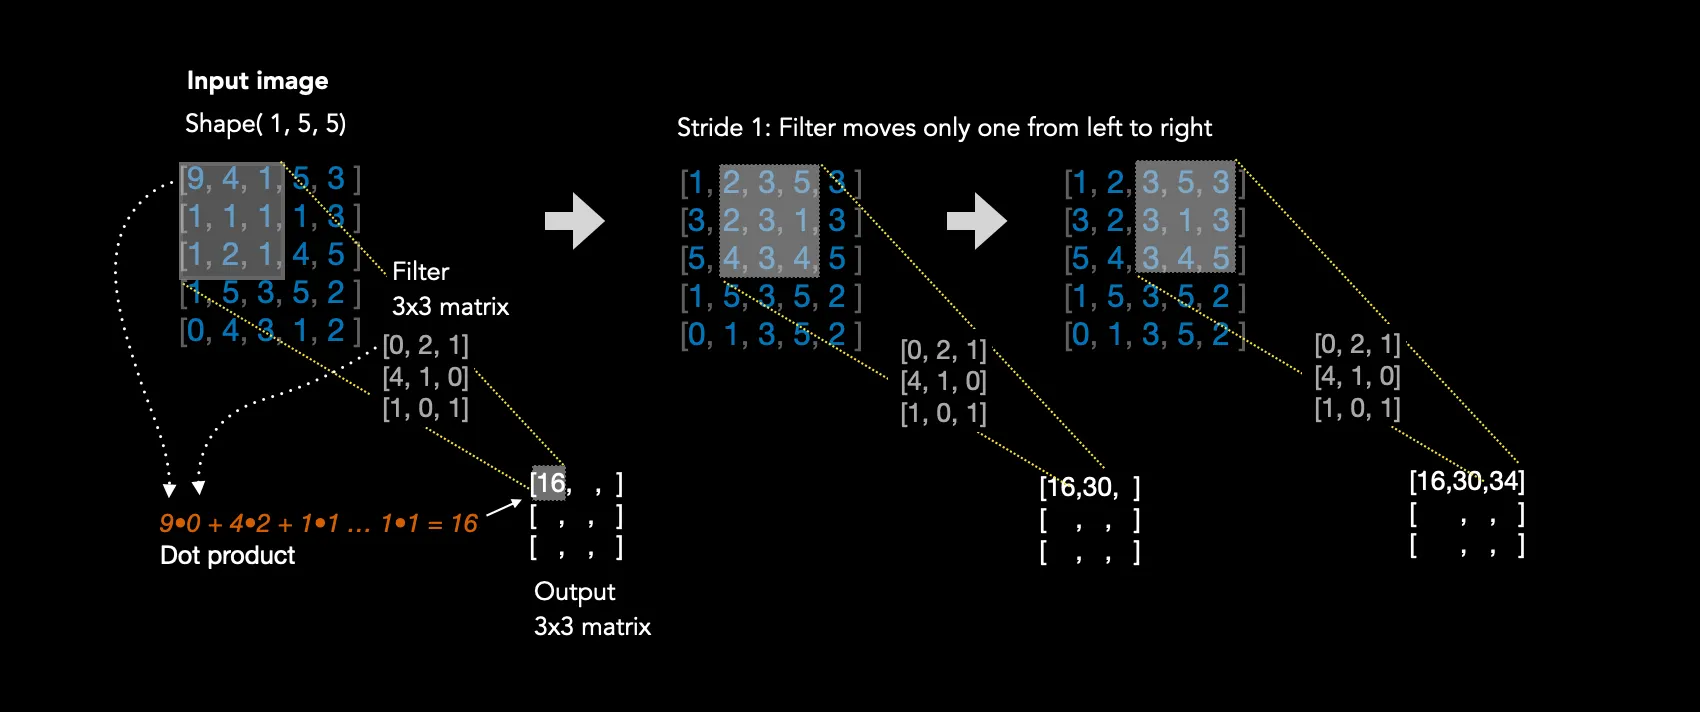 Input image
Shape( 1, 5, 5)
[9, 4, 1, 5, 3 ]
[1, 1, 1, 1, 3 ]
[1, 2, 1, 4, 5 ]
[1, 5, 3, 5, 2 ]
[0, 4, 3, 1, 2 ]
Filter
3x3 matrix
[0, 2, 1]
[4, 1, 0]
[1, 0, 1]
9•0 + 4•2 + 1•1 ... 1•1 = 16
Dot product
[16, , ]
[ , , ]
[ , , ]
Output
3x3 matrix
Stride 1: Filter moves only one from left to right
[1, 2, 3, 5, 3 ]
[3, 2, 3, 1, 3 ]
[5, 4, 3, 4, 5 ]
[1, 5, 3, 5, 2 ]
[0, 1, 3, 5, 2 ]
[0, 2, 1]
[4, 1, 0]
[1, 0, 1]
[16,30, ]
[ , , ]
[ , , ]
[1, 2, 3, 5, 3 ]
[3, 2, 3, 1, 3 ]
[5, 4, 3, 4, 5 ]
[1, 5, 3, 5, 2 ]
[0, 1, 3, 5, 2 ]
[0, 2, 1]
[4, 1, 0]
[1, 0, 1]
[16,30,34]
[ , , ]
[ , , ]